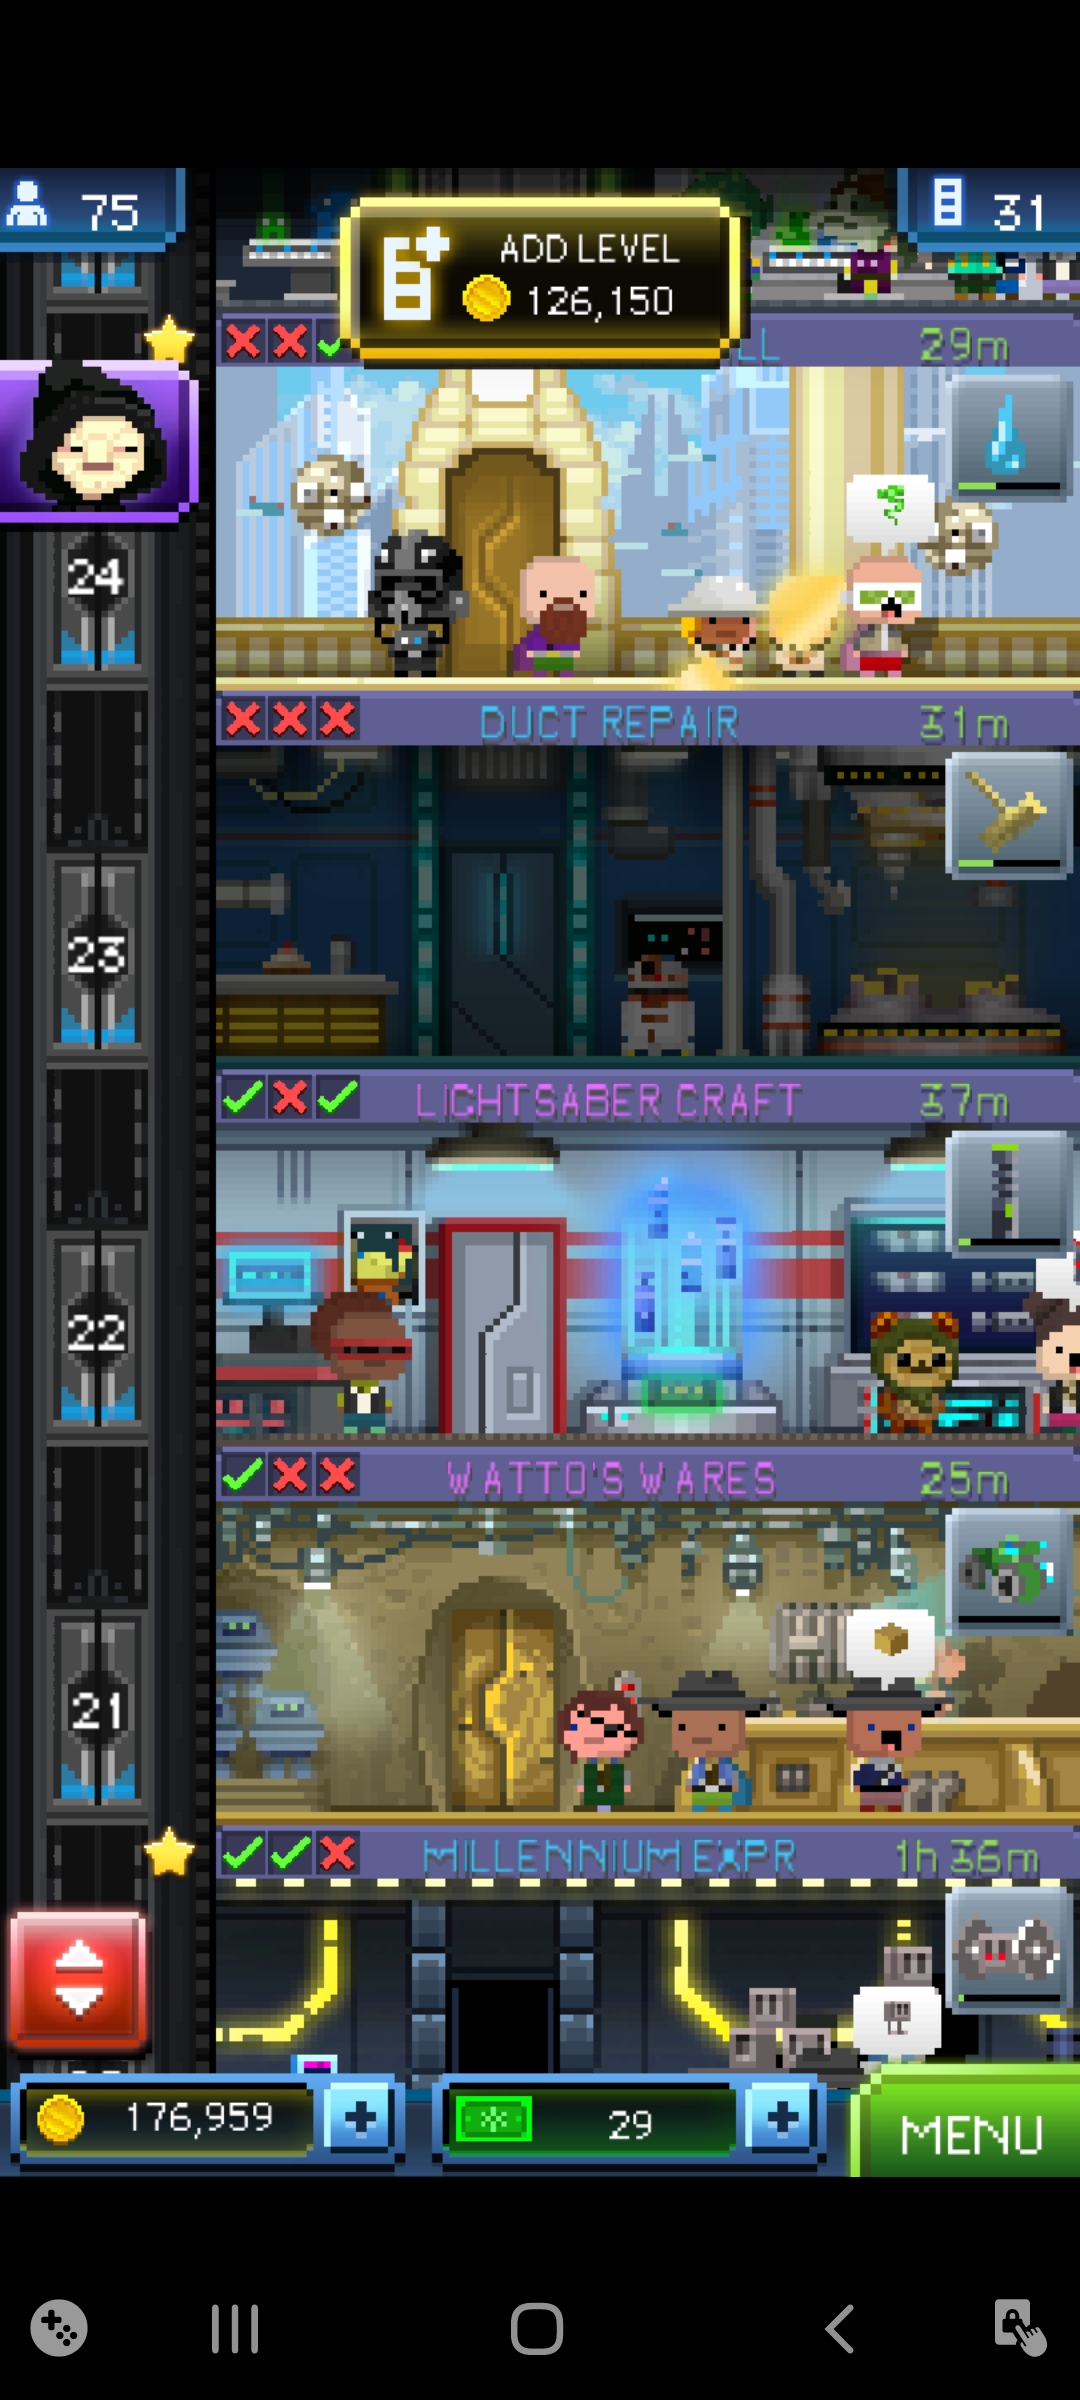 75
31
ADD LEVEL
126,150
LL
29m
24
DUCT REPAIR
31m
23
LIGHTSABER CRAFT
37m
22
WATTO'S WARES
25m
21
MILLENNIUM EXPR
1h 36m
176,959
29
MENU